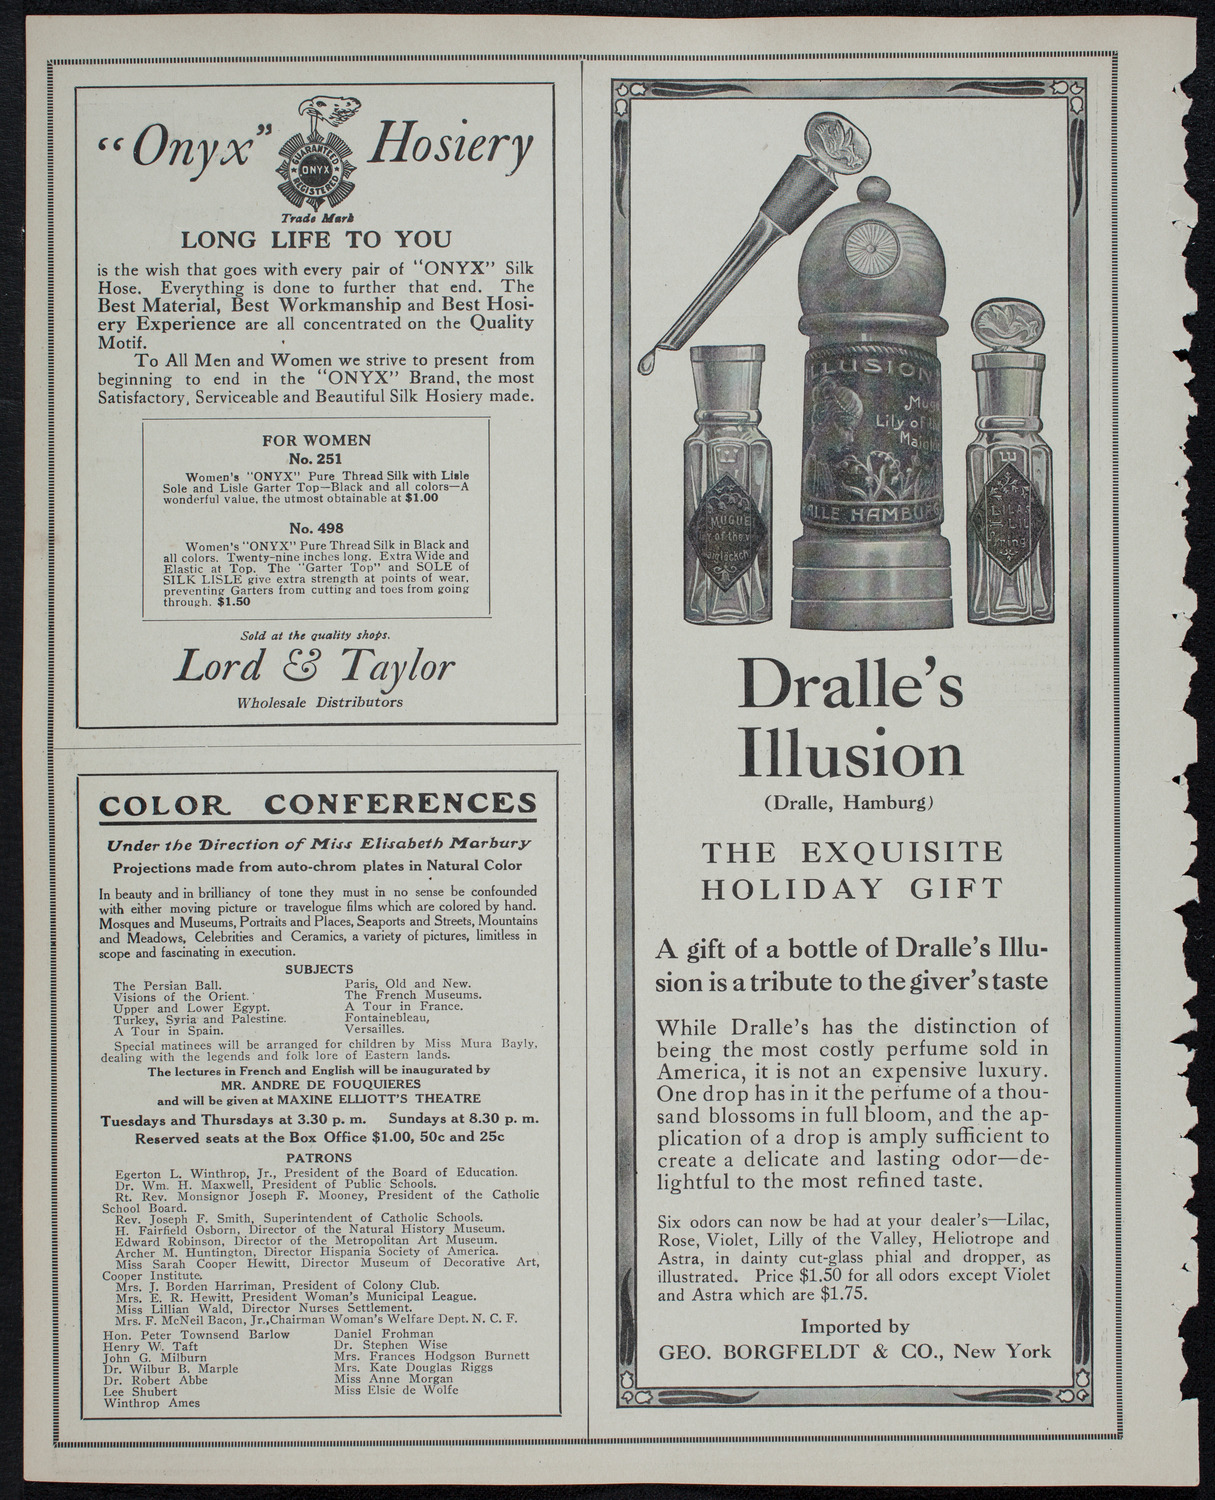 "Onyx" Hosiery
GUARANTEED
ONYX
REGISTERED
Trade Mark
LONG LIFE TO YOU
is the wish that goes with every pair of "ONYX" Silk
Hose. Everything is done to further that end. The
Best Material, Best Workmanship and Best Hosi-
ery Experience are all concentrated on the Quality
Motif.
To All Men and Women we strive to present from
beginning to end in the "ONYX" Brand, the most
Satisfactory, Serviceable and Beautiful Silk Hosiery made.
FOR WOMEN
No. 251
Women's "ONYX" Pure Thread Silk with Lisle
Sole and Lisle Garter Top—Black and all colors—A
wonderful value, the utmost obtainable at $1.00
No. 498
Women's "ONYX" Pure Thread Silk in Black and
all colors. Twenty-nine inches long. Extra Wide and
Elastic at Top. The "Garter Top" and SOLE of
SILK LISLE give extra strength at points of wear,
preventing Garters from cutting and toes from going
through. $1.50
Sold at the quality shops.
Lord & Taylor
Wholesale Distributors
COLOR CONFERENCES
Under the Direction of Miss Elisabeth Marbury
Projections made from auto-chrom plates in Natural Color
In beauty and in brilliancy of tone they must in no sense be confounded
with either moving picture or travelogue films which are colored by hand.
Mosques and Museums, Portraits and Places, Seaports and Streets, Mountains
and Meadows, Celebrities and Ceramics, a variety of pictures, limitless in
scope and fascinating in execution.
SUBJECTS
The Persian Ball.
Visions of the Orient.
Upper and Lower Egypt.
Turkey, Syria and Palestine.
A Tour in Spain.
Paris, Old and New.
The French Museums.
A Tour in France.
Fontainebleau,
Versailles.
Special matinees will be arranged for children by Miss Mura Bayly,
dealing with the legends and folk lore of Eastern lands.
The lectures in French and English will be inaugurated by
MR. ANDRE DE FOUQUIERES
and will be given at MAXINE ELLIOTT'S THEATRE
Tuesdays and Thursdays at 3.30 p. m. Sundays at 8.30 p. m.
Reserved seats at the Box Office $1.00, 50c and 25c
PATRONS
Egerton L. Winthrop, Jr., President of the Board of Education.
Dr. Wm. H. Maxwell, President of Public Schools.
Rt. Rev. Monsignor Joseph F. Mooney, President of the Catholic
School Board.
Rev. Joseph F. Smith, Superintendent of Catholic Schools.
H. Fairfield Osborn, Director of the Natural History Museum.
Edward Robinson, Director of the Metropolitan Art Museum.
Archer M. Huntington, Director Hispania Society of America.
Miss Sarah Cooper Hewitt, Director Museum of Decorative Art,
Cooper Institute.
Mrs. J. Borden Harriman, President of Colony Club.
Mrs. E. R. Hewitt, President Woman's Municipal League.
Miss Lillian Wald, Director Nurses Settlement.
Mrs. F. McNeil Bacon, Jr.,Chairman Woman's Welfare Dept. N. C. F.
Hon. Peter Townsend Barlow
Henry W. Taft
John G. Milburn
Dr. Wilbur B. Marple
Dr. Robert Abbe
Lee Shubert
Winthrop Ames
Daniel Frohman
Dr. Stephen Wise
Mrs. Frances Hodgson Burnett
Mrs. Kate Douglas Riggs
Miss Anne Morgan
Miss Elsie de Wolfe
ILLUSION
Lily of
HAMBURG
MUGUE
LILAS
Dralle's
Illusion
(Dralle, Hamburg)
THE EXQUISITE
HOLIDAY GIFT
A gift of a bottle of Dralle's Illu-
sion is a tribute to the giver's taste
While Dralle's has the distinction of
being the most costly perfume sold in
America, it is not an expensive luxury.
One drop has in it the perfume of a thou-
sand blossoms in full bloom, and the ap-
plication of a drop is amply sufficient to
create a delicate and lasting odor—de-
lightful to the most refined taste.
Six odors can now be had at your dealer's—Lilac,
Rose, Violet, Lilly of the Valley, Heliotrope and
Astra, in dainty cut-glass phial and dropper, as
illustrated. Price $1.50 for all odors except Violet
and Astra which are $1.75.
Imported by
GEO. BORGFELDT & CO., New York